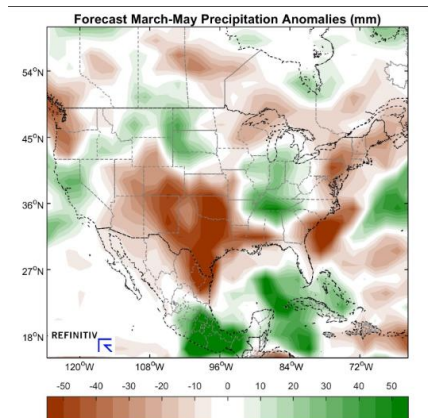 Forecast March-May Precipitation Anomalies (mm)
54°N
45°N
36°N
27°N
18°N
REFINITIV
120°W 108°W 96°W 84°W 72°W
-50 -40 -30 -20 -10 0 10 20 30 40 50